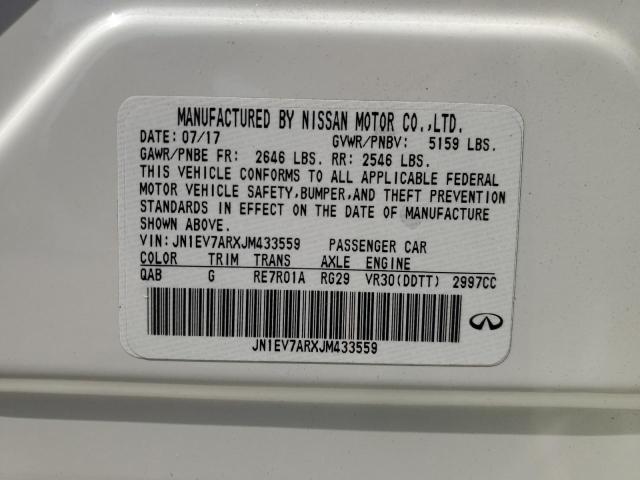 MANUFACTURED BY NISSAN MOTOR CO.,LTD.
DATE: 07/17 GVWR/PNBV: 5159 LBS.
GAWR/PNBE FR: 2646 LBS. RR: 2546 LBS.
THIS VEHICLE CONFORMS TO ALL APPLICABLE FEDERAL
MOTOR VEHICLE SAFETY,BUMPER,AND THEFT PREVENTION
STANDARDS IN EFFECT ON THE DATE OF MANUFACTURE
SHOWN ABOVE.
VIN: JN1EV7ARXJM433559 PASSENGER CAR
COLOR TRIM TRANS AXLE ENGINE
QAB G RE7R01A RG29 VR30(DDTT) 2997CC
JN1EV7ARXJM433559